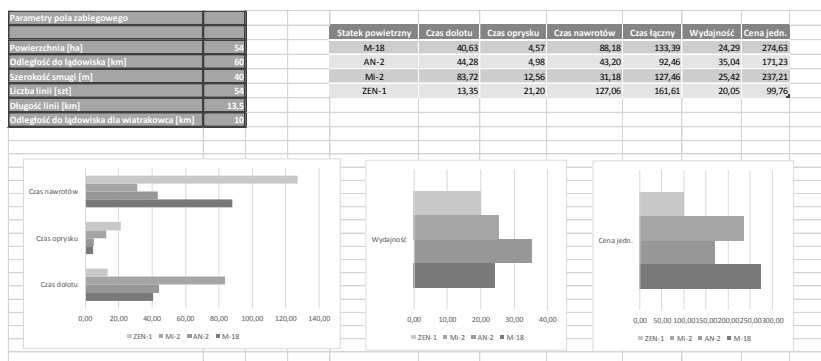 Parametry pola zabiegowego
Powierzchnia [ha] 54
Odległość do lądowiska [km] 60
Szerokość smugi [m] 40
Liczba linii [szt] 54
Długość linii [km] 13,5
Odległość do lądowiska dla wiatrakowca [km] 10
Statek powietrzny Czas dolotu Czas oprysku Czas nawrotów Czas łączny Wydajność Cena jedn.
M-18 40,63 4,57 88,18 133,39 24,29 274,63
AN-2 44,28 4,98 43,20 92,46 35,04 171,23
Mi-2 83,72 12,56 31,18 127,46 25,42 237,21
ZEN-1 13,35 21,20 127,06 161,61 20,05 99,76
Czas nawrotów
Czas oprysku
Czas dolotu
0,00 20,00 40,00 60,00 80,00 100,00 120,00 140,00
ZEN-1 Mi-2 AN-2 M-18
Wydajność
0,00 10,00 20,00 30,00 40,00
ZEN-1 Mi-2 AN-2 M-18
Cena jedn.
0,00 50,00 100,00 150,00 200,00 250,00 300,00
ZEN-1 Mi-2 AN-2 M-18